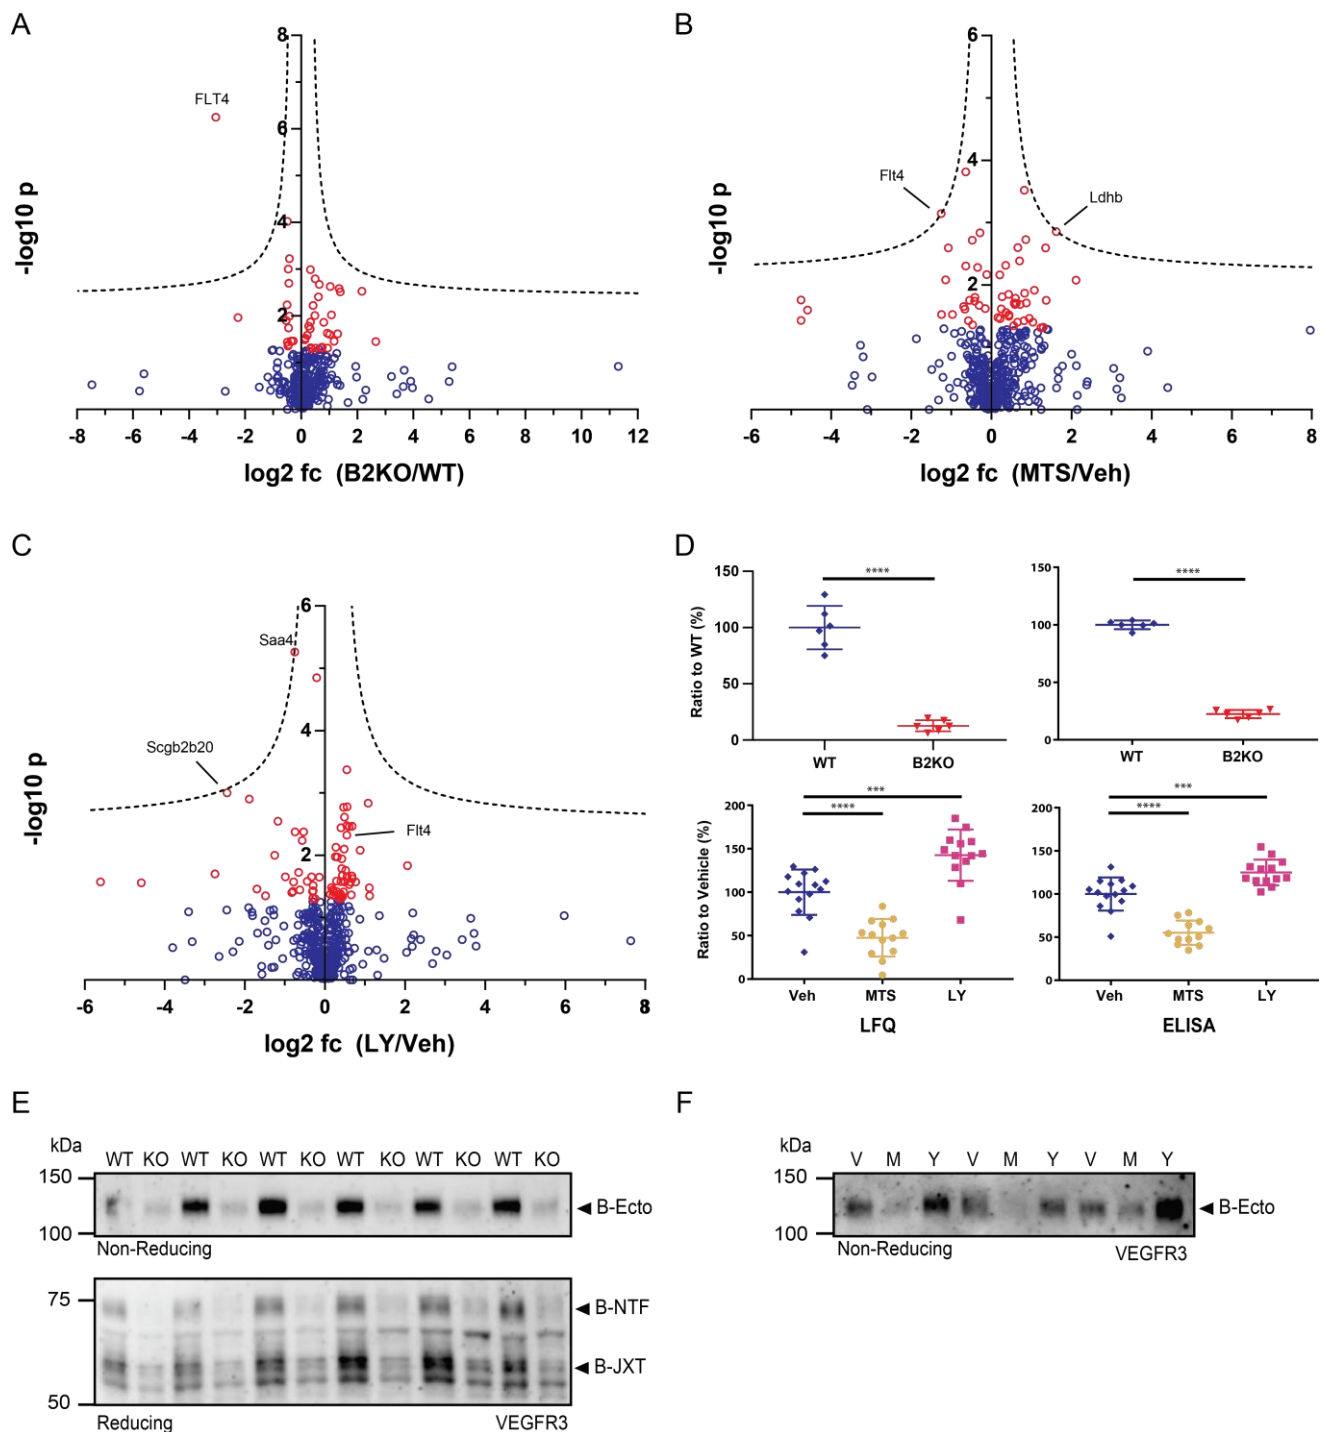 A
B
8
6
4
2
FLT4
-log10 p
-8 -6 -4 -2 0 2 4 6 8 10 12
log2 fc (B2KO/WT)
6
4
2
Flt4
Ldhb
-log10 p
-6 -4 -2 0 2 4 6 8
log2 fc (MTS/Veh)
C
D
6
4
2
Saa4
Scgb2b20
Flt4
-log10 p
-6 -4 -2 0 2 4 6 8
log2 fc (LY/Veh)
150
100
50
0
Ratio to WT (%)
****
WT B2KO
150
100
50
0
****
WT B2KO
200
150
100
50
0
Ratio to Vehicle (%)
***
****
Veh MTS LY
LFQ
200
150
100
50
0
***
****
Veh MTS LY
ELISA
E
F
kDa
WT KO WT KO WT KO WT KO WT KO WT KO
150
100
B-Ecto
Non-Reducing
75
50
B-NTF
B-JXT
Reducing VEGFR3
kDa
V M Y V M Y V M Y
150
100
B-Ecto
Non-Reducing VEGFR3